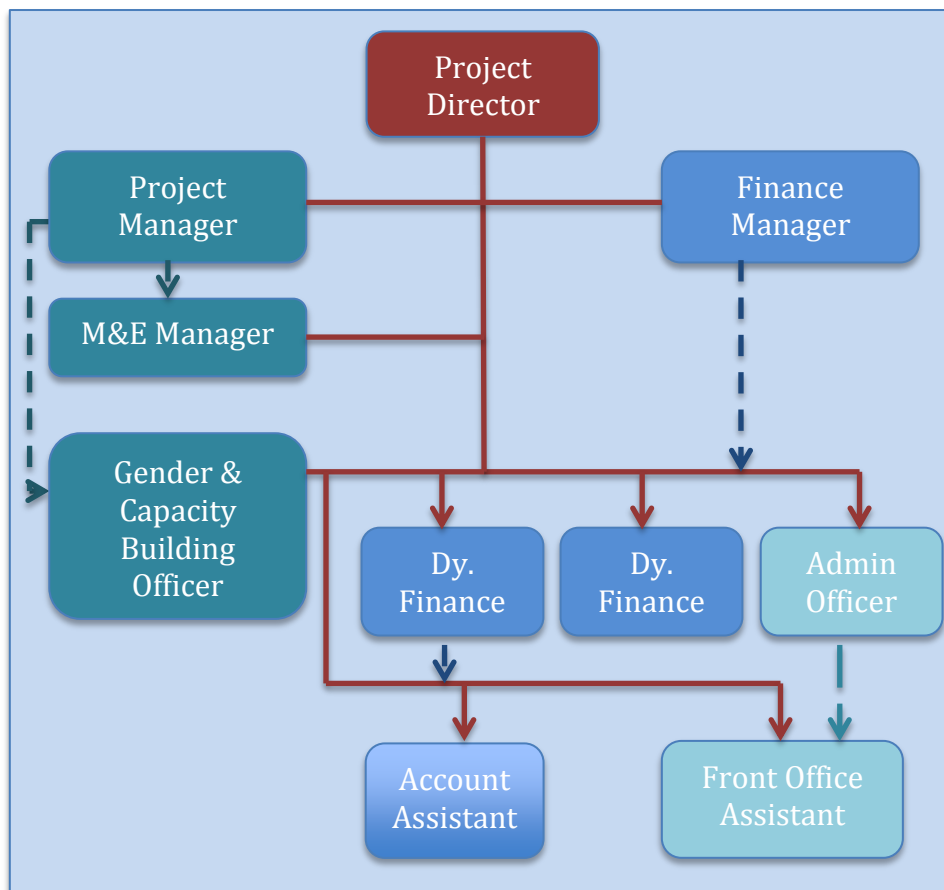 Project
Director
Project
Manager
Finance
Manager
M&E Manager
Gender &
Capacity
Building
Officer
Dy.
Finance
Dy.
Finance
Admin
Officer
Account
Assistant
Front Office
Assistant